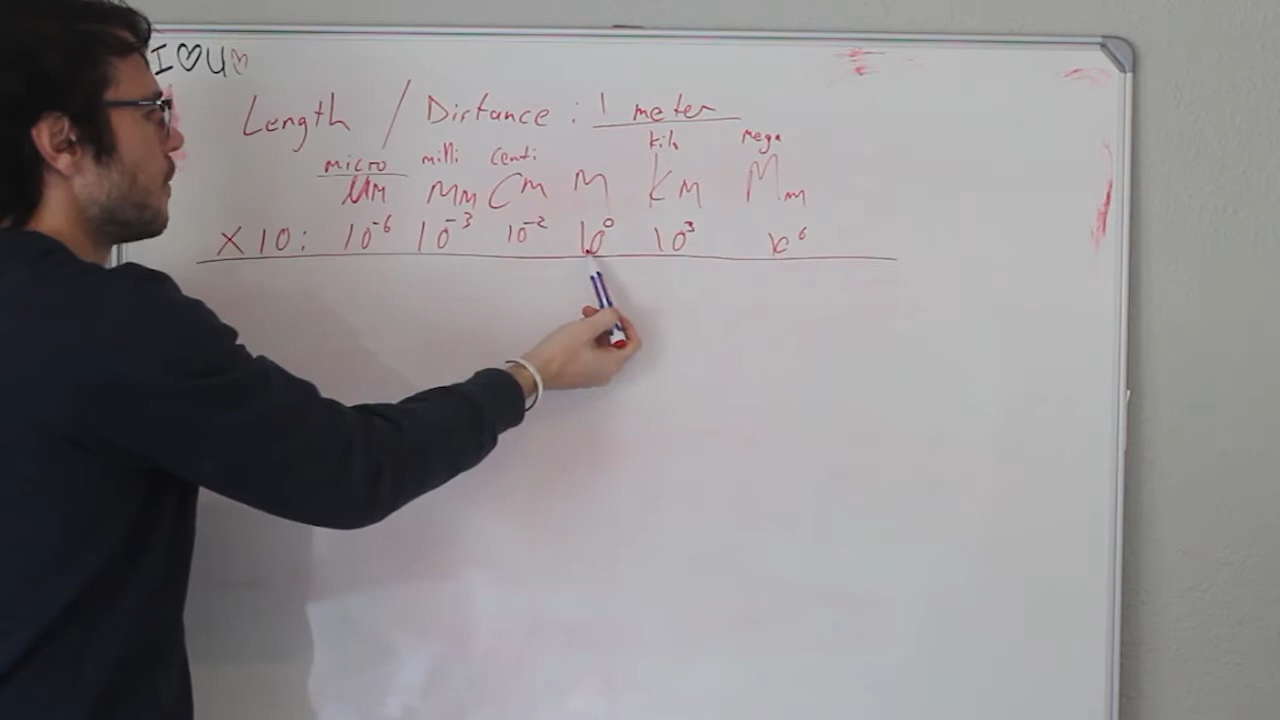 I ♡ U ♡
Length / Distance : 1 meter
micro milli Centi kilo Mega
μm mm Cm M Km Mm
X10: 10⁻⁶ 10⁻³ 10⁻² 10⁰ 10³ 10⁶